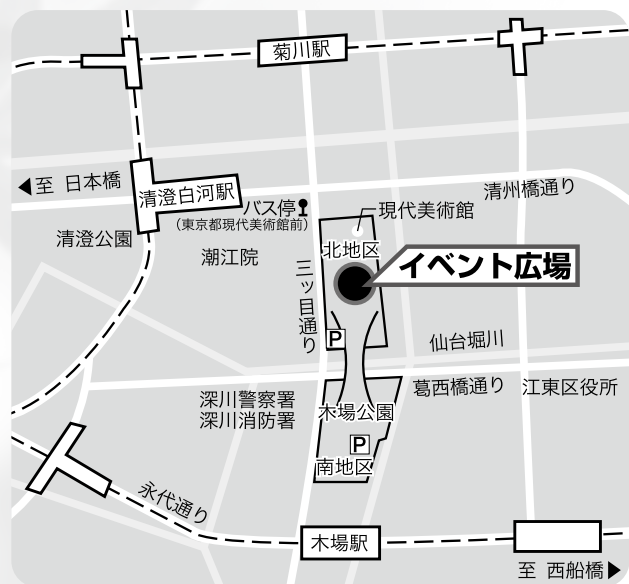 菊川駅
◀至 日本橋
清澄白河駅
バス停
（東京都現代美術館前）
清州橋通り
現代美術館
清澄公園
潮江院
北地区
イベント広場
三ッ目通り
P
仙台堀川
葛西橋通り
江東区役所
深川警察署
深川消防署
木場公園
P
南地区
永代通り
木場駅
至 西船橋▶